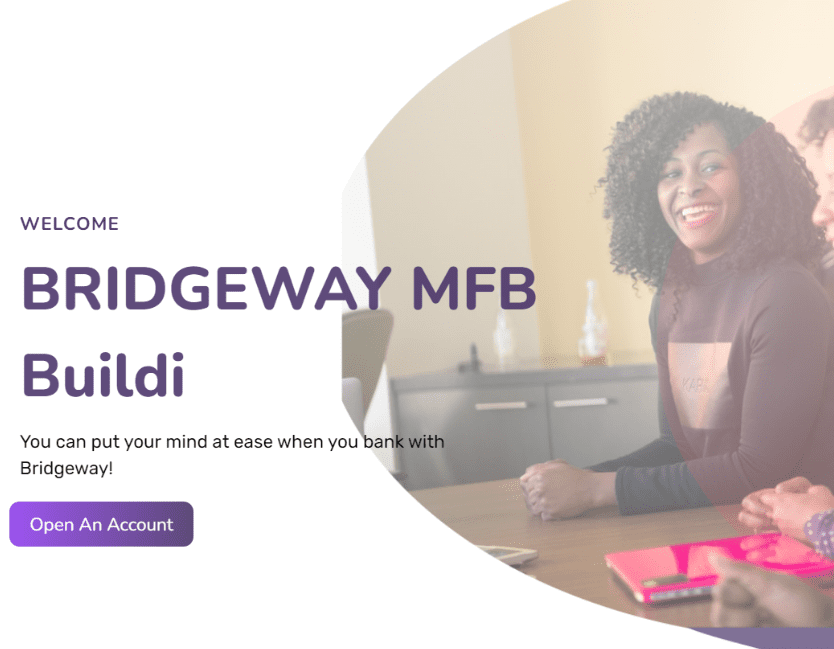 WELCOME
BRIDGEWAY MFB
Buildi
You can put your mind at ease when you bank with
Bridgeway!
Open An Account